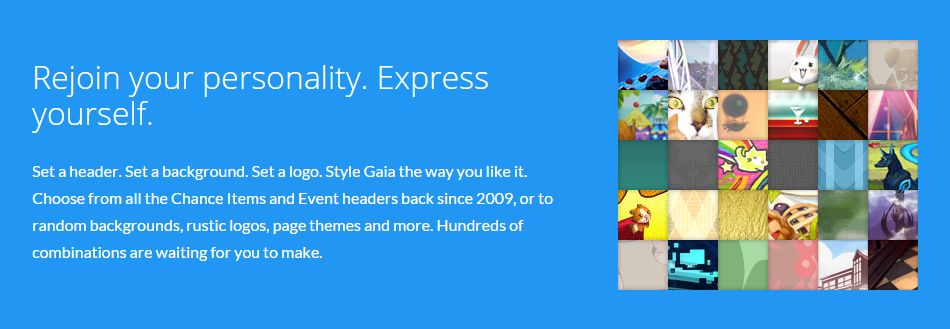 Rejoin your personality. Express
yourself.
Set a header. Set a background. Set a logo. Style Gaia the way you like it.
Choose from all the Chance Items and Event headers back since 2009, or to
random backgrounds, rustic logos, page themes and more. Hundreds of
combinations are waiting for you to make.